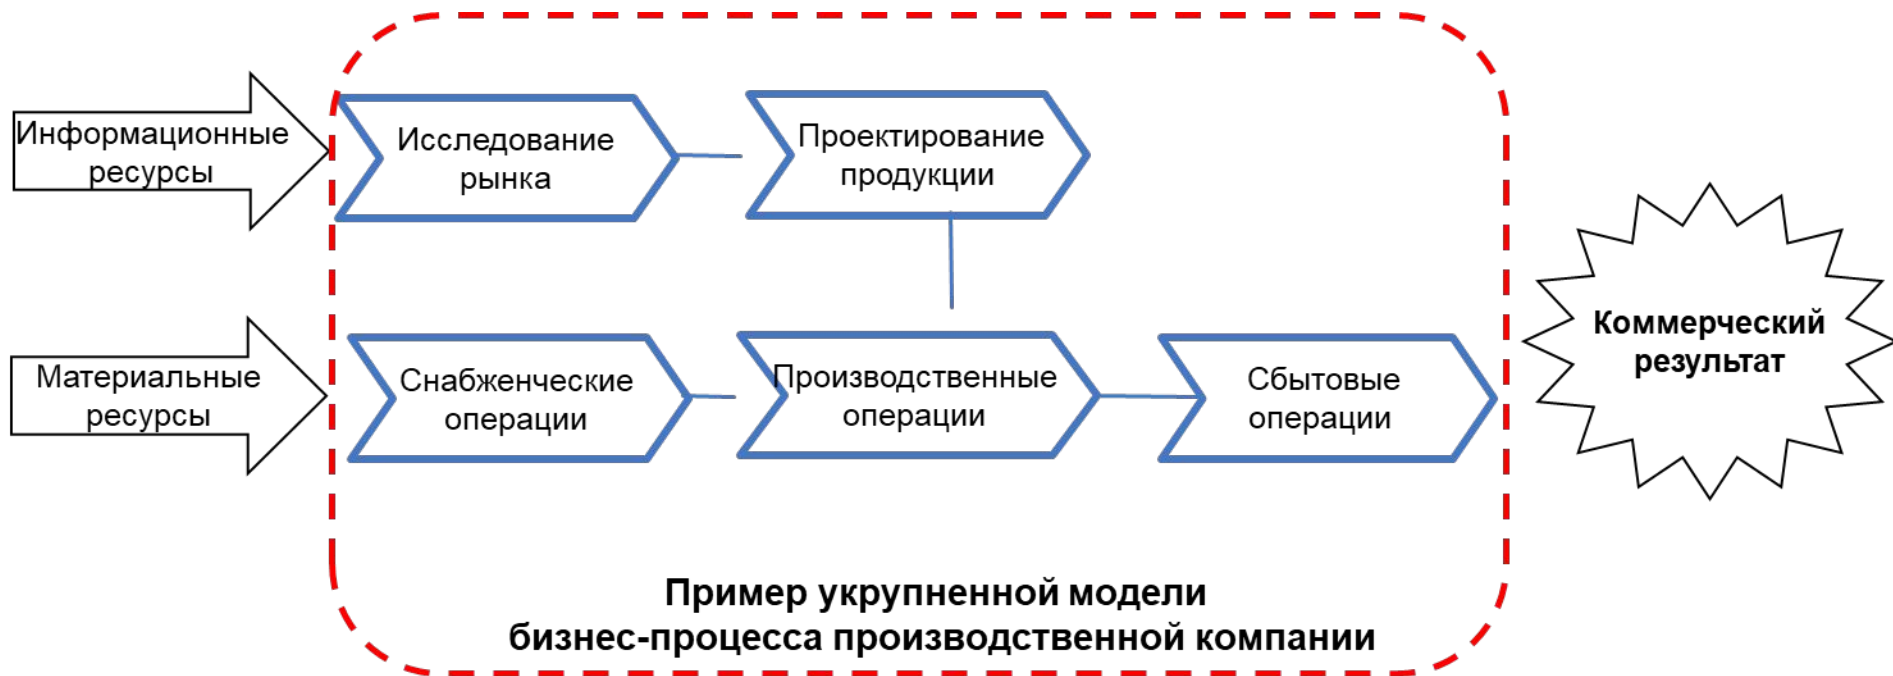 Информационные
ресурсы
Исследование
рынка
Проектирование
продукции
Материальные
ресурсы
Снабженческие
операции
Производственные
операции
Сбытовые
операции
Коммерческий
результат
Пример укрупненной модели
бизнес-процесса производственной компании